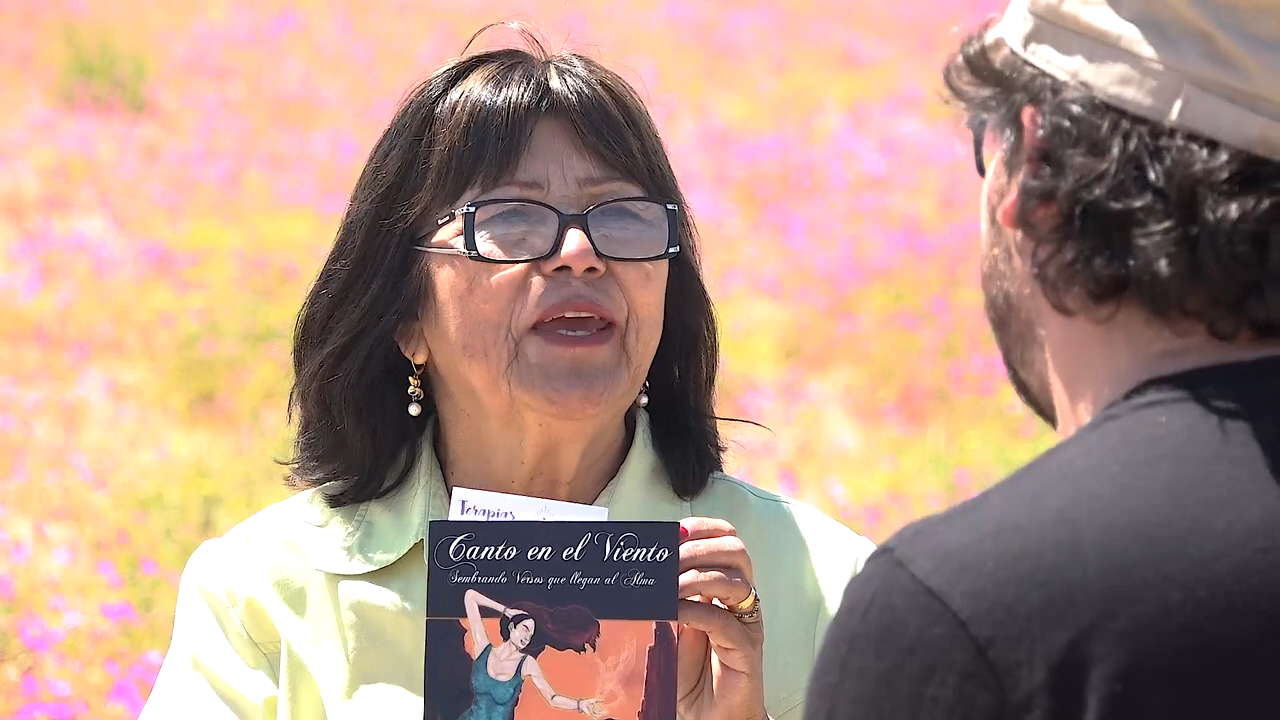 Terapias
Canto en el Viento
Sembrando Versos que llegan al Alma